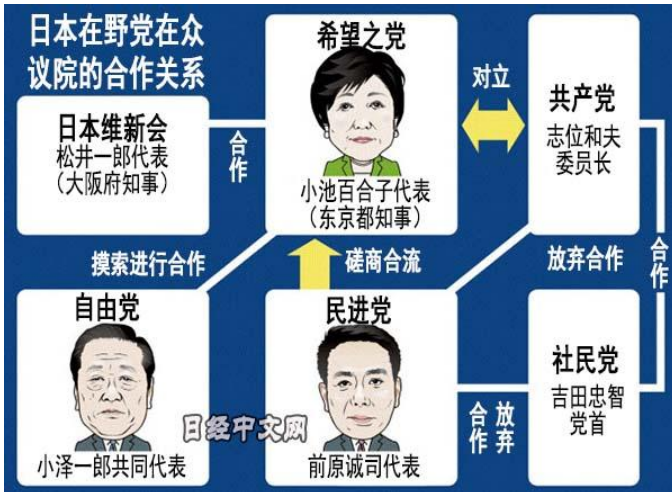 日本在野党在众
议院的合作关系
希望之党
小池百合子代表
（东京都知事）
日本维新会
松井一郎代表
（大阪府知事）
合作
对立
共产党
志位和夫
委员长
摸索进行合作
磋商合流
放弃合作
合作
自由党
小泽一郎共同代表
民进党
前原诚司代表
放弃
合作
社民党
吉田忠智
党首
日经中文网